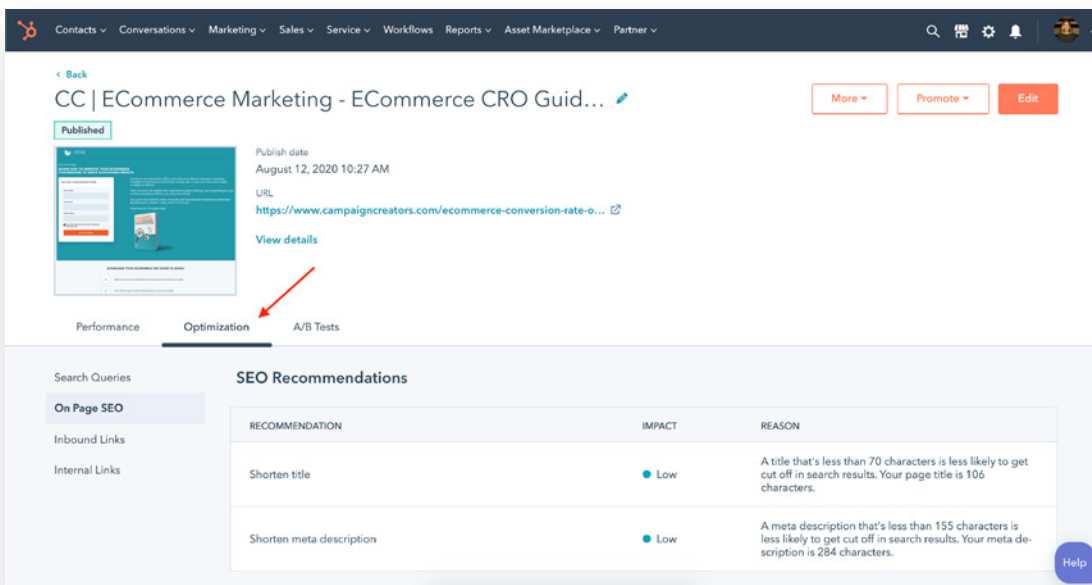 Contacts Conversations Marketing Sales Service Workflows Reports Asset Marketplace Partner
Back
CC | ECommerce Marketing - ECommerce CRO Guid...
More Promote Edit
Published
Publish date
August 12, 2020 10:27 AM
URL
https://www.campaigncreators.com/ecommerce-conversion-rate-o...
View details
Performance Optimization A/B Tests
Search Queries
On Page SEO
Inbound Links
Internal Links
SEO Recommendations
RECOMMENDATION IMPACT REASON
Shorten title Low A title that's less than 70 characters is less likely to get
cut off in search results. Your page title is 106
characters.
Shorten meta description Low A meta description that's less than 155 characters is
less likely to get cut off in search results. Your meta de-
scription is 284 characters.
Help